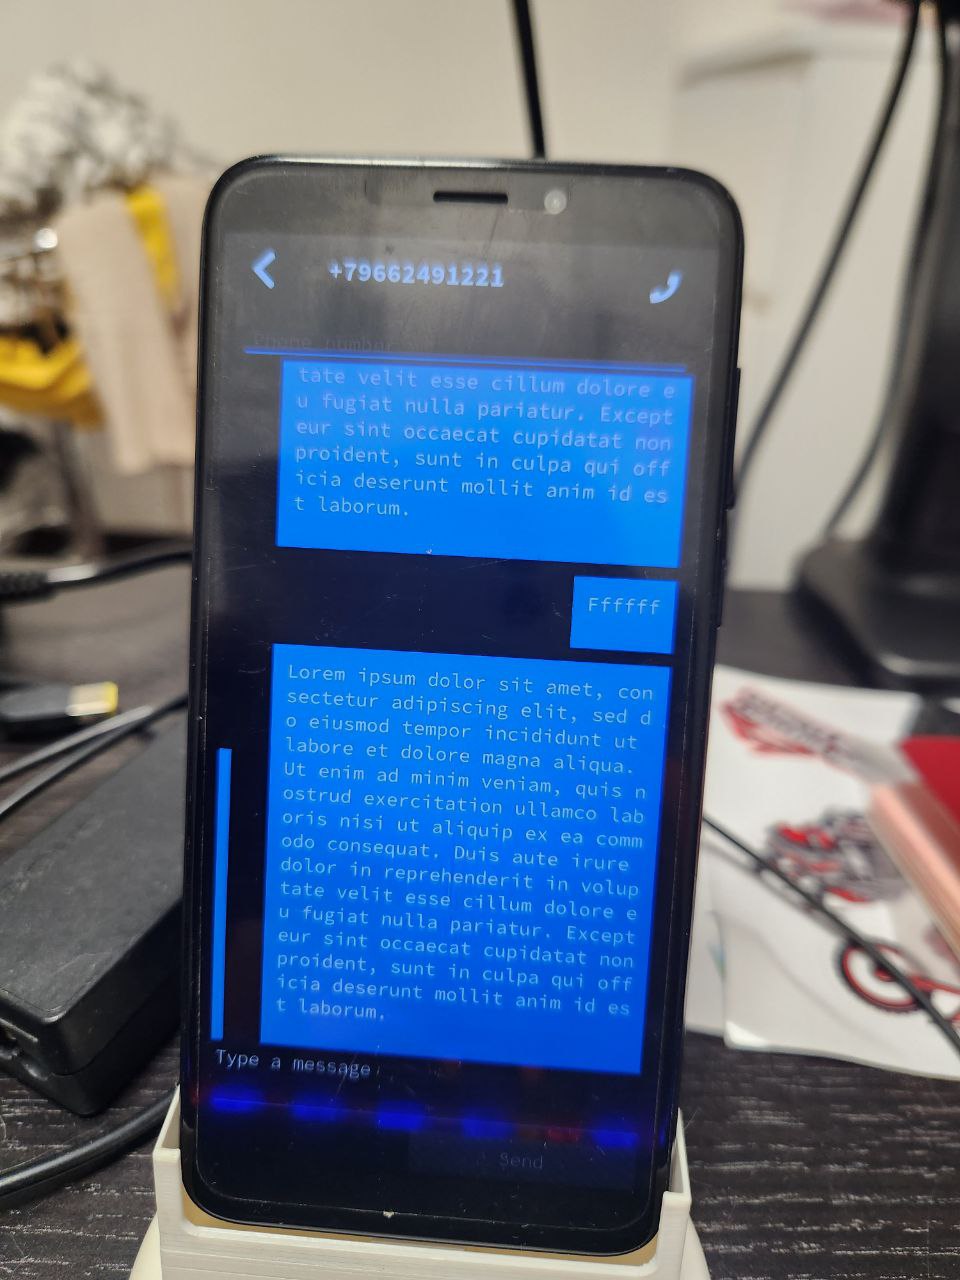 +79662491221
Phone number
tate velit esse cillum dolore e
u fugiat nulla pariatur. Except
eur sint occaecat cupidatat non
proident, sunt in culpa qui off
icia deserunt mollit anim id es
t laborum.
Ffffff
Lorem ipsum dolor sit amet, con
sectetur adipiscing elit, sed d
o eiusmod tempor incididunt ut
labore et dolore magna aliqua.
Ut enim ad minim veniam, quis n
ostrud exercitation ullamco lab
oris nisi ut aliquip ex ea comm
odo consequat. Duis aute irure
dolor in reprehenderit in volup
tate velit esse cillum dolore e
u fugiat nulla pariatur. Except
eur sint occaecat cupidatat non
proident, sunt in culpa qui off
icia deserunt mollit anim id es
t laborum.
Type a message
Send